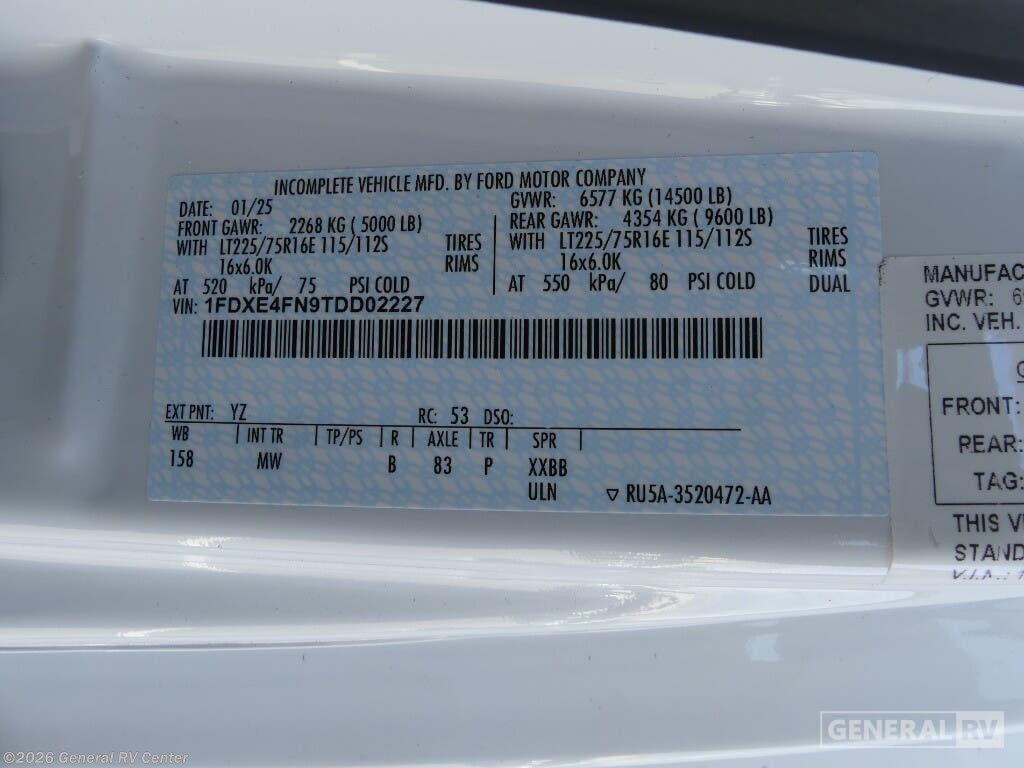 INCOMPLETE VEHICLE MFD. BY FORD MOTOR COMPANY
DATE: 01/25
FRONT GAWR: 2268 KG ( 5000 LB)
WITH LT225/75R16E 115/112S TIRES
16x6.0K RIMS
AT 520 kPa/ 75 PSI COLD
GVWR: 6577 KG (14500 LB)
REAR GAWR: 4354 KG ( 9600 LB)
WITH LT225/75R16E 115/112S TIRES
16x6.0K RIMS
AT 550 kPa/ 80 PSI COLD DUAL
VIN: 1FDXE4FN9TDD02227
EXT PNT: YZ RC: 53 DSO:
WB INT TR TP/PS R AXLE TR SPR
158 MW B 83 P XXBB
ULN ▽ RU5A-3520472-AA
MANUFAC
GVWR: 6
INC. VEH.
FRONT:
REAR:
TAG:
THIS V
STAND
V.I.N.:
GENERAL RV
©2026 General RV Center